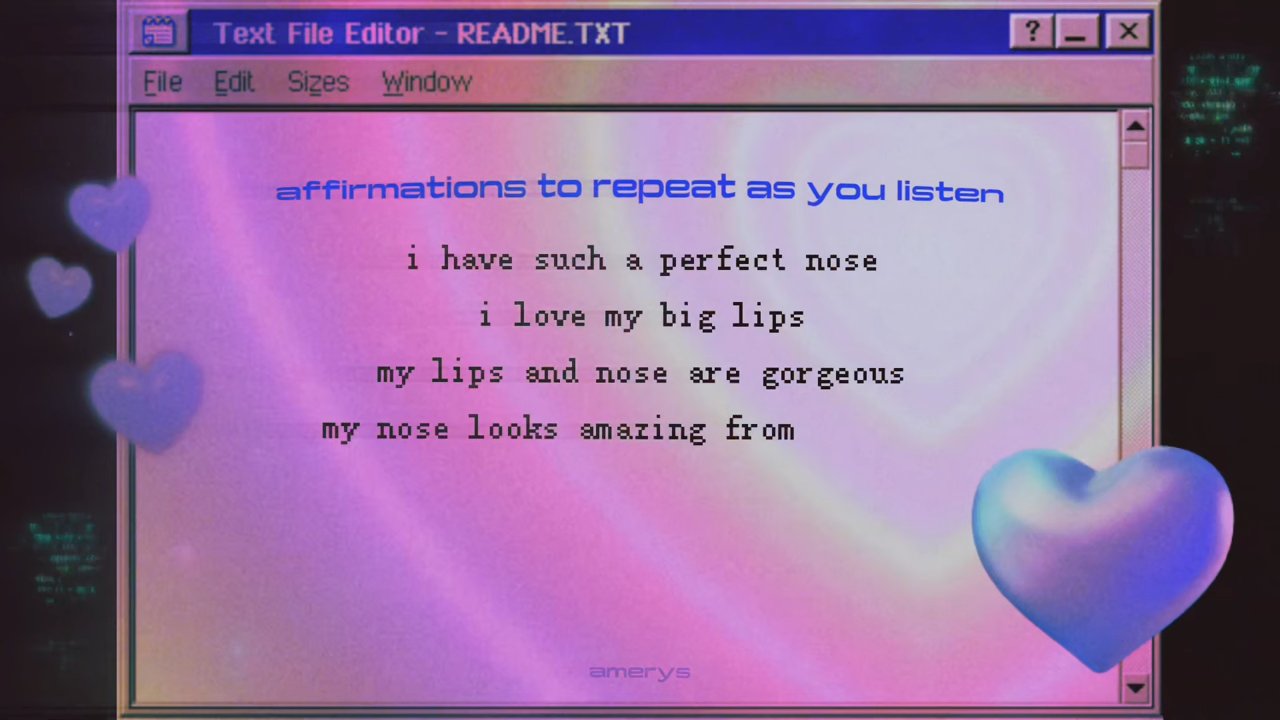 Text File Editor - README.TXT
File Edit Sizes Window
affirmations to repeat as you listen
i have such a perfect nose
i love my big lips
my lips and nose are gorgeous
my nose looks amazing from
amerys